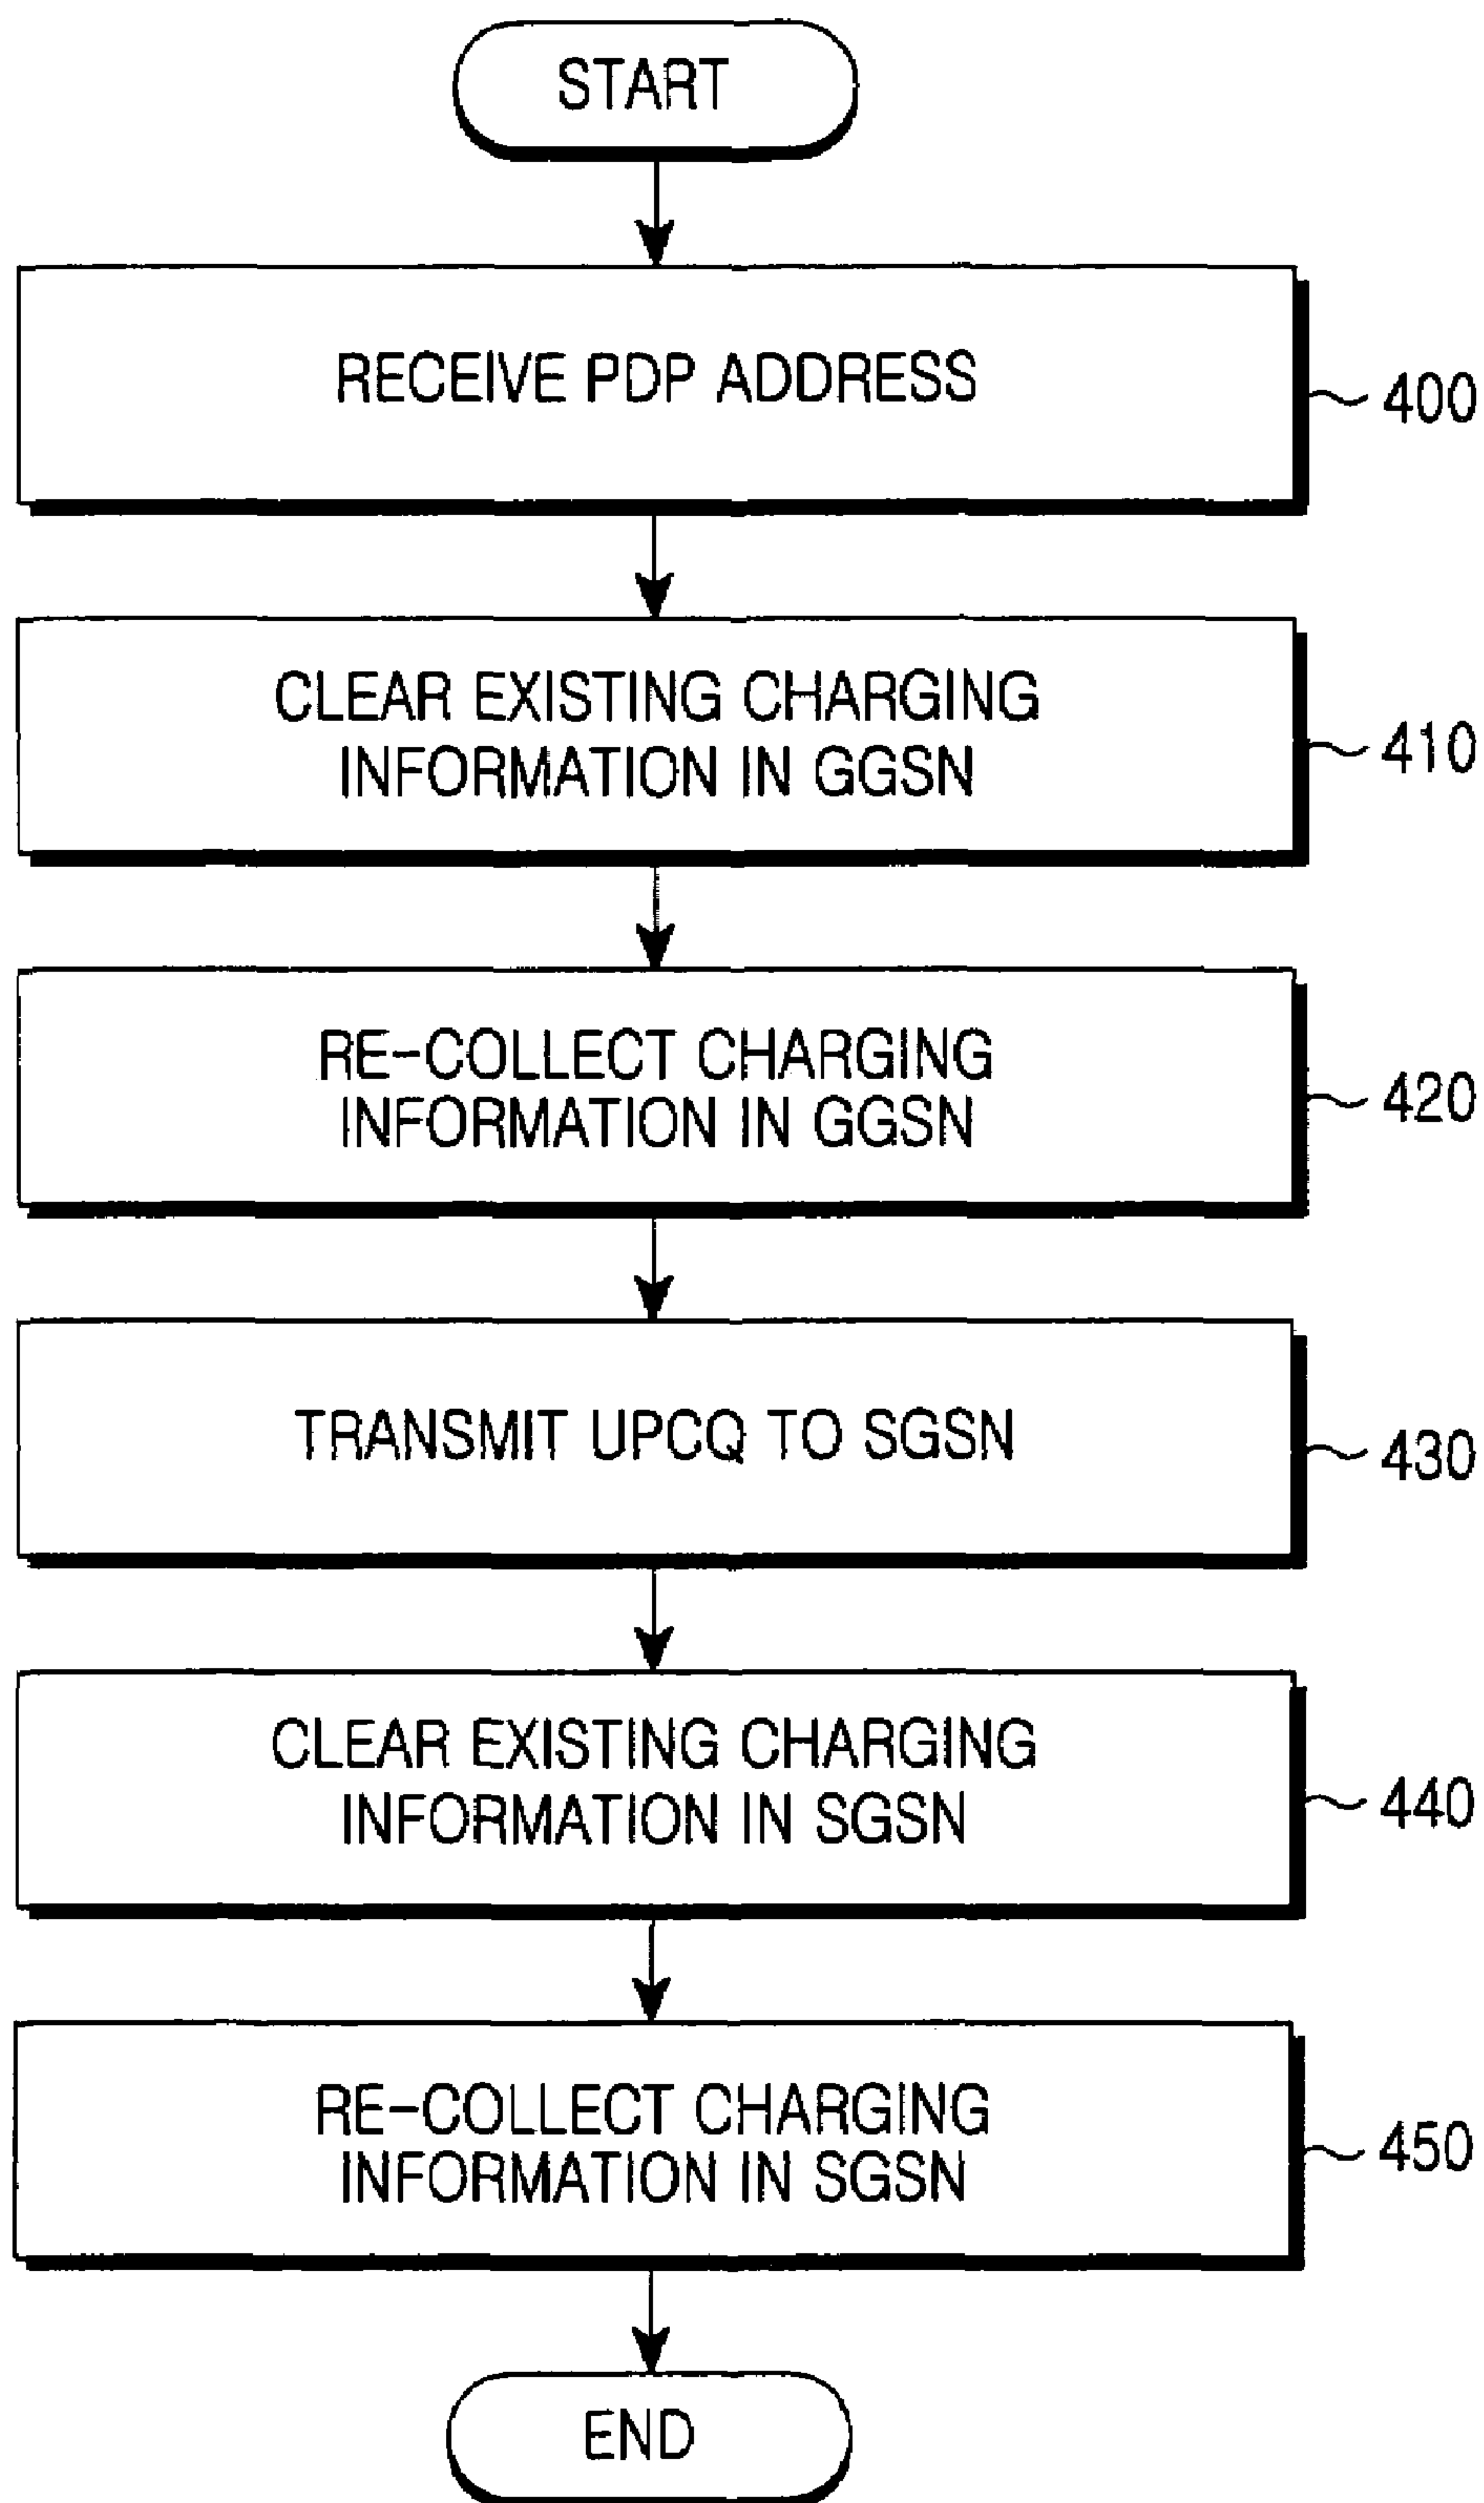 START
RECEIVE PDP ADDRESS
400
CLEAR EXISTING CHARGING
INFORMATION IN GGSN
410
RE-COLLECT CHARGING
INFORMATION IN GGSN
420
TRANSMIT UPCQ TO SGSN
430
CLEAR EXISTING CHARGING
INFORMATION IN SGSN
440
RE-COLLECT CHARGING
INFORMATION IN SGSN
450
END